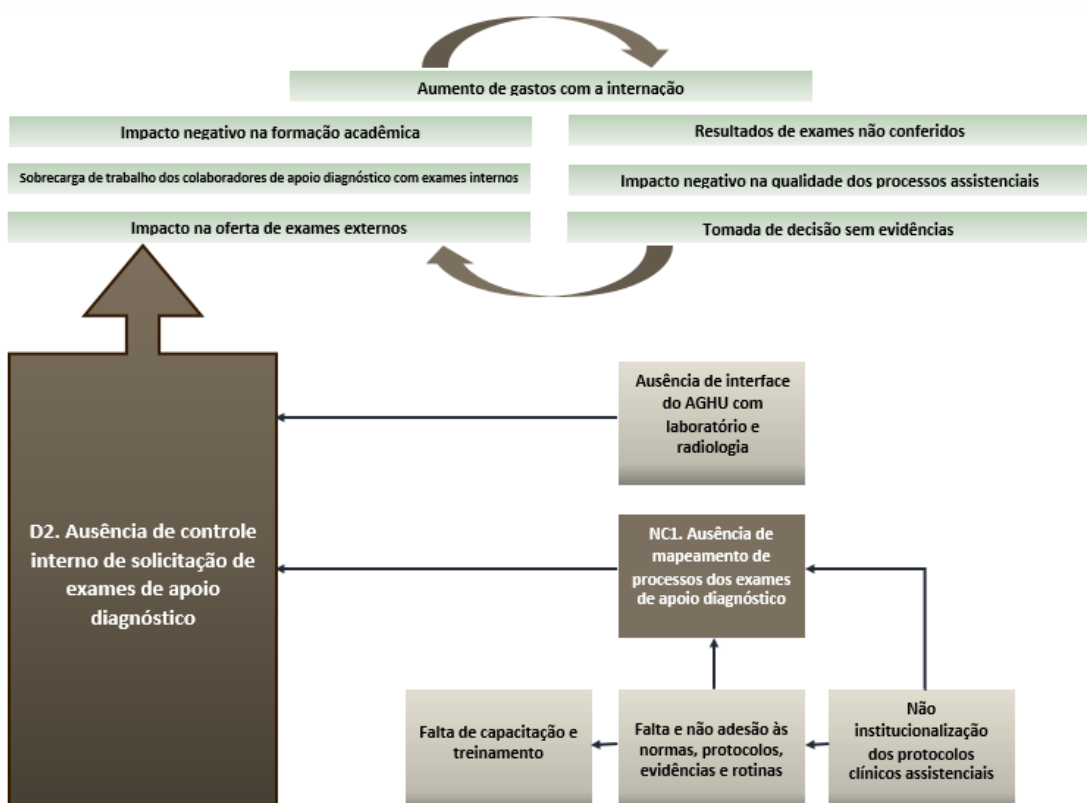 Aumento de gastos com a internação
Impacto negativo na formação acadêmica
Resultados de exames não conferidos
Sobrecarga de trabalho dos colaboradores de apoio diagnóstico com exames internos
Impacto negativo na qualidade dos processos assistenciais
Impacto na oferta de exames externos
Tomada de decisão sem evidências
Ausência de interface
do AGHU com
laboratório e
radiologia
D2. Ausência de controle
interno de solicitação de
exames de apoio
diagnóstico
NC1. Ausência de
mapeamento de
processos dos exames
de apoio diagnóstico
Falta de capacitação e
treinamento
Falta e não adesão às
normas, protocolos,
evidências e rotinas
Não
institucionalização
dos protocolos
clínicos assistenciais